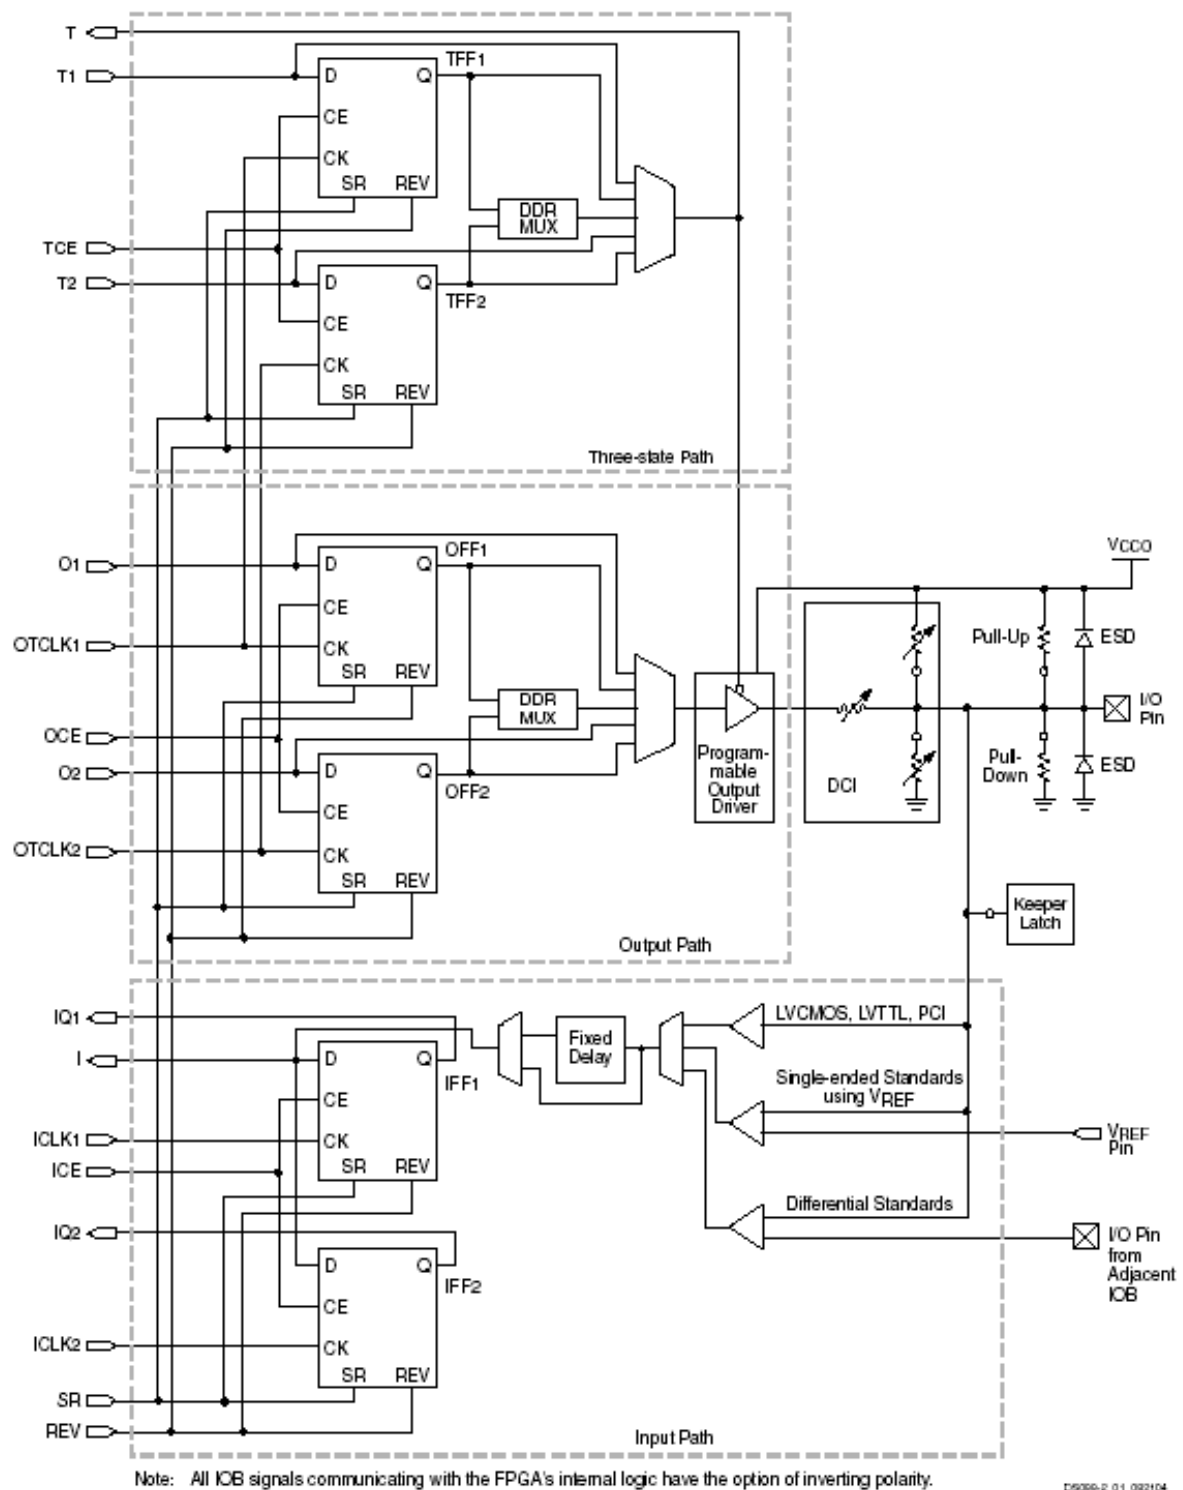 T
TFF1
T1
D Q
CE
CK
SR REV
DDR
MUX
TCE
T2
D Q
TFF2
CE
CK
SR REV
Three-state Path
OFF1
O1
D Q
VCCO
CE
OTCLK1
CK
Pull-Up
ESD
SR REV
DDR
MUX
I/O
Pin
OCE
O2
D Q
OFF2
Program-
mable
Output
Driver
DCI
Pull-
Down
ESD
CE
OTCLK2
CK
SR REV
Keeper
Latch
Output Path
IQ1
LVCMOS, LVTTL, PCI
Fixed
Delay
I
D Q
IFF1
Single-ended Standards
using VREF
CE
ICLK1
CK
VREF
Pin
ICE
SR REV
Differential Standards
IQ2
I/O Pin
from
Adjacent
IOB
D Q
IFF2
CE
ICLK2
CK
SR REV
SR
REV
Input Path
Note: All IOB signals communicating with the FPGA's internal logic have the option of inverting polarity.
DS099-2_01_092104